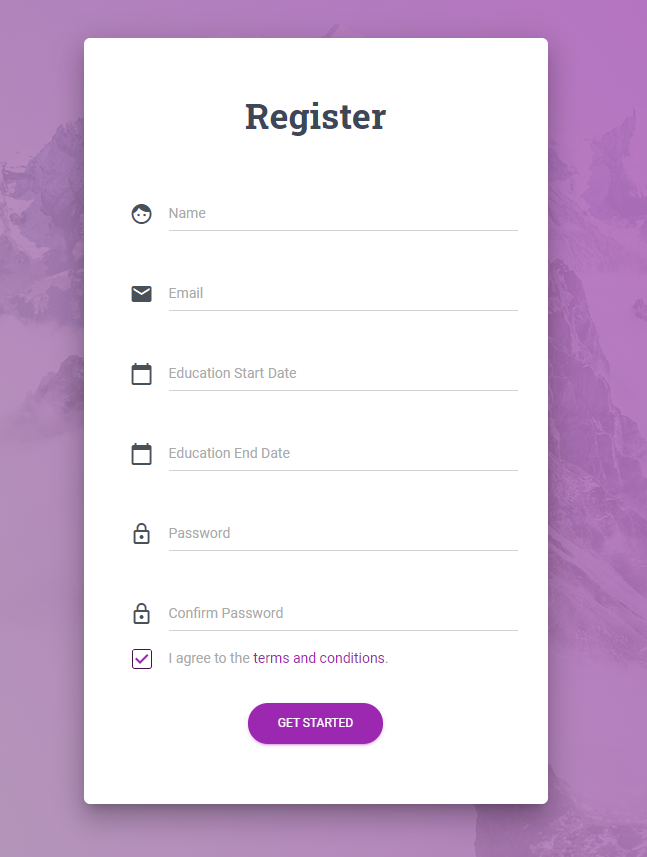 Register
Name
Email
Education Start Date
Education End Date
Password
Confirm Password
I agree to the terms and conditions.
GET STARTED